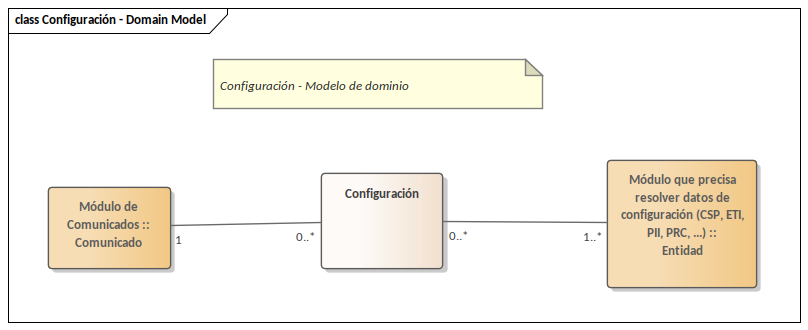 class Configuración - Domain Model
Configuración - Modelo de dominio
Módulo de
Comunicados ::
Comunicado
1
0..*
Configuración
0..*
1..*
Módulo que precisa
resolver datos de
configuración (CSP, ETI,
PII, PRC, ...) ::
Entidad